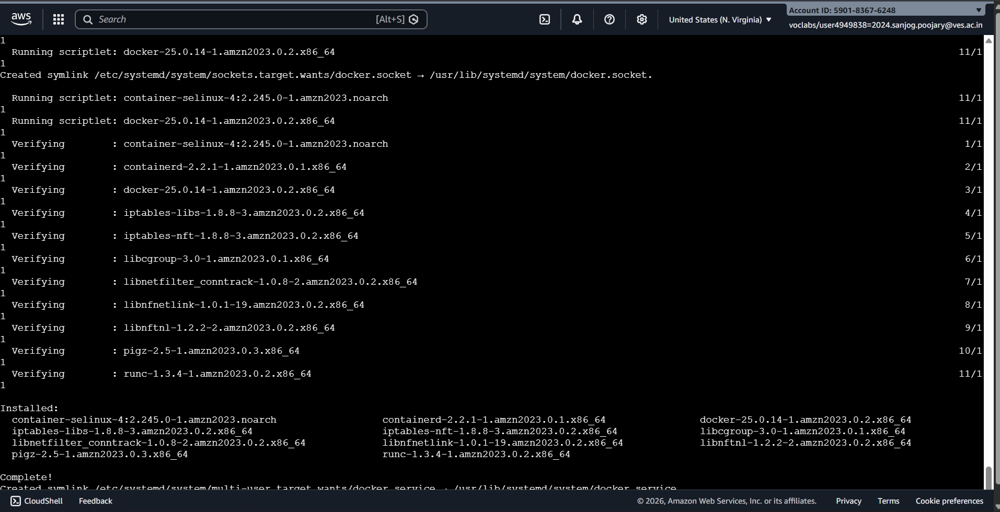 aws
Search [Alt+S]
United States (N. Virginia)
Account ID: 5901-8367-6248
voclabs/user4949838=2024.sanjog.poojary@ves.ac.in
1
Running scriptlet: docker-25.0.14-1.amzn2023.0.2.x86_64 11/1
1
Created symlink /etc/systemd/system/sockets.target.wants/docker.socket → /usr/lib/systemd/system/docker.socket.
Running scriptlet: container-selinux-4:2.245.0-1.amzn2023.noarch 11/1
1
Running scriptlet: docker-25.0.14-1.amzn2023.0.2.x86_64 11/1
1
Verifying : container-selinux-4:2.245.0-1.amzn2023.noarch 1/1
1
Verifying : containerd-2.2.1-1.amzn2023.0.1.x86_64 2/1
1
Verifying : docker-25.0.14-1.amzn2023.0.2.x86_64 3/1
1
Verifying : iptables-libs-1.8.8-3.amzn2023.0.2.x86_64 4/1
1
Verifying : iptables-nft-1.8.8-3.amzn2023.0.2.x86_64 5/1
1
Verifying : libcgroup-3.0-1.amzn2023.0.1.x86_64 6/1
1
Verifying : libnetfilter_conntrack-1.0.8-2.amzn2023.0.2.x86_64 7/1
1
Verifying : libnfnetlink-1.0.1-19.amzn2023.0.2.x86_64 8/1
1
Verifying : libnftnl-1.2.2-2.amzn2023.0.2.x86_64 9/1
1
Verifying : pigz-2.5-1.amzn2023.0.3.x86_64 10/1
1
Verifying : runc-1.3.4-1.amzn2023.0.2.x86_64 11/1
1
Installed:
container-selinux-4:2.245.0-1.amzn2023.noarch containerd-2.2.1-1.amzn2023.0.1.x86_64 docker-25.0.14-1.amzn2023.0.2.x86_64
iptables-libs-1.8.8-3.amzn2023.0.2.x86_64 iptables-nft-1.8.8-3.amzn2023.0.2.x86_64 libcgroup-3.0-1.amzn2023.0.1.x86_64
libnetfilter_conntrack-1.0.8-2.amzn2023.0.2.x86_64 libnfnetlink-1.0.1-19.amzn2023.0.2.x86_64 libnftnl-1.2.2-2.amzn2023.0.2.x86_64
pigz-2.5-1.amzn2023.0.3.x86_64 runc-1.3.4-1.amzn2023.0.2.x86_64
Complete!
Created symlink /etc/systemd/system/multi-user.target.wants/docker.service → /usr/lib/systemd/system/docker.service.
CloudShell Feedback © 2026, Amazon Web Services, Inc. or its affiliates. Privacy Terms Cookie preferences